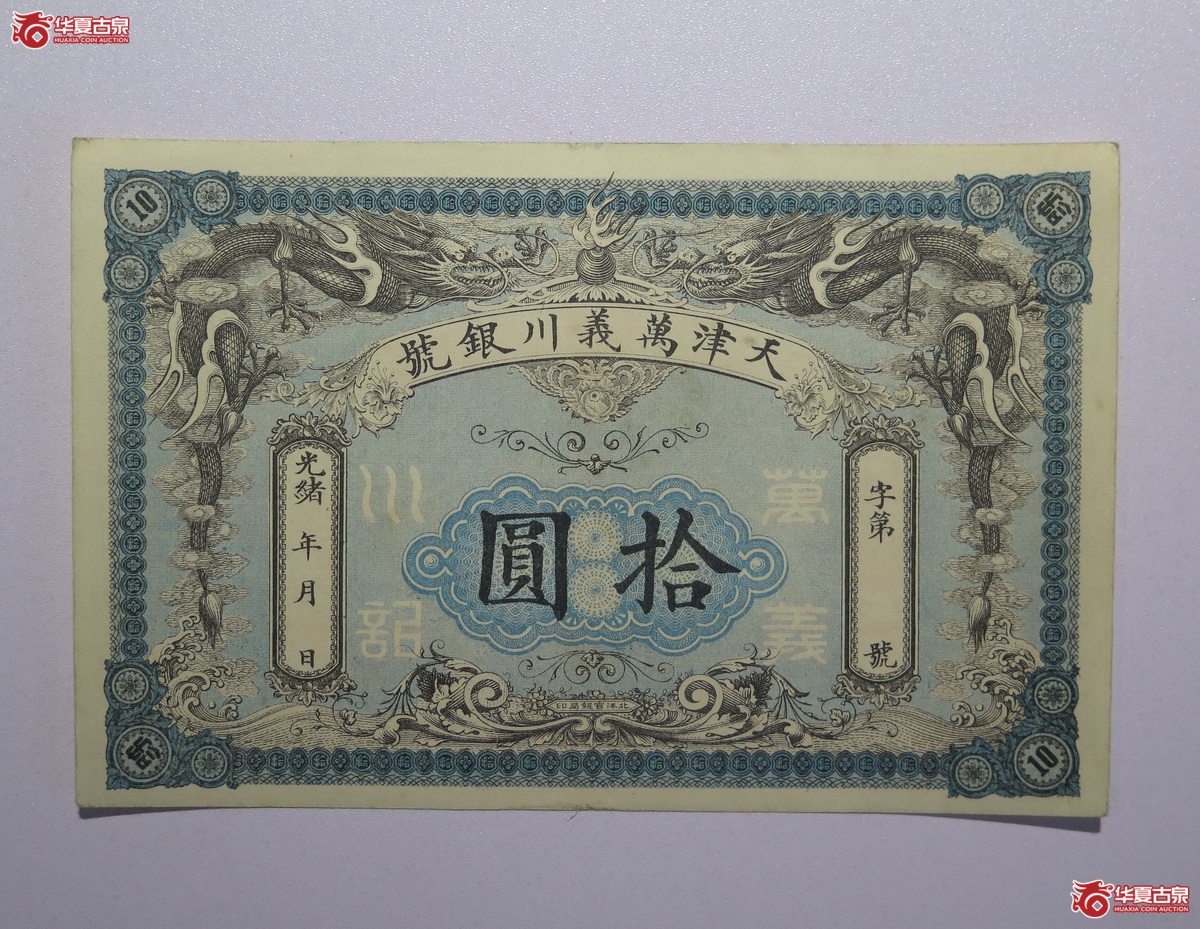 华夏古泉
HUAXIA COIN AUCTION
10
拾
天津萬義川銀號
字第 號
拾圓
光緒 年 月 日
萬義
川記
北洋官報局印
拾
10
华夏古泉
HUAXIA COIN AUCTION